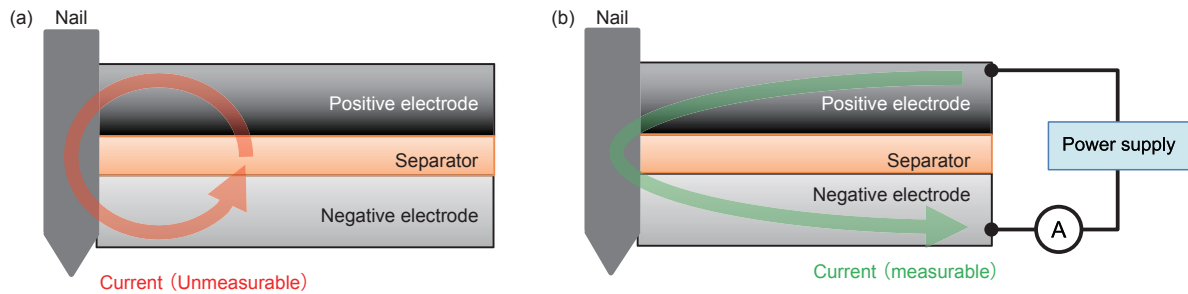 (a)
Nail
Positive electrode
Separator
Negative electrode
Current（Unmeasurable）
(b)
Nail
Positive electrode
Separator
Negative electrode
Power supply
A
Current（measurable）